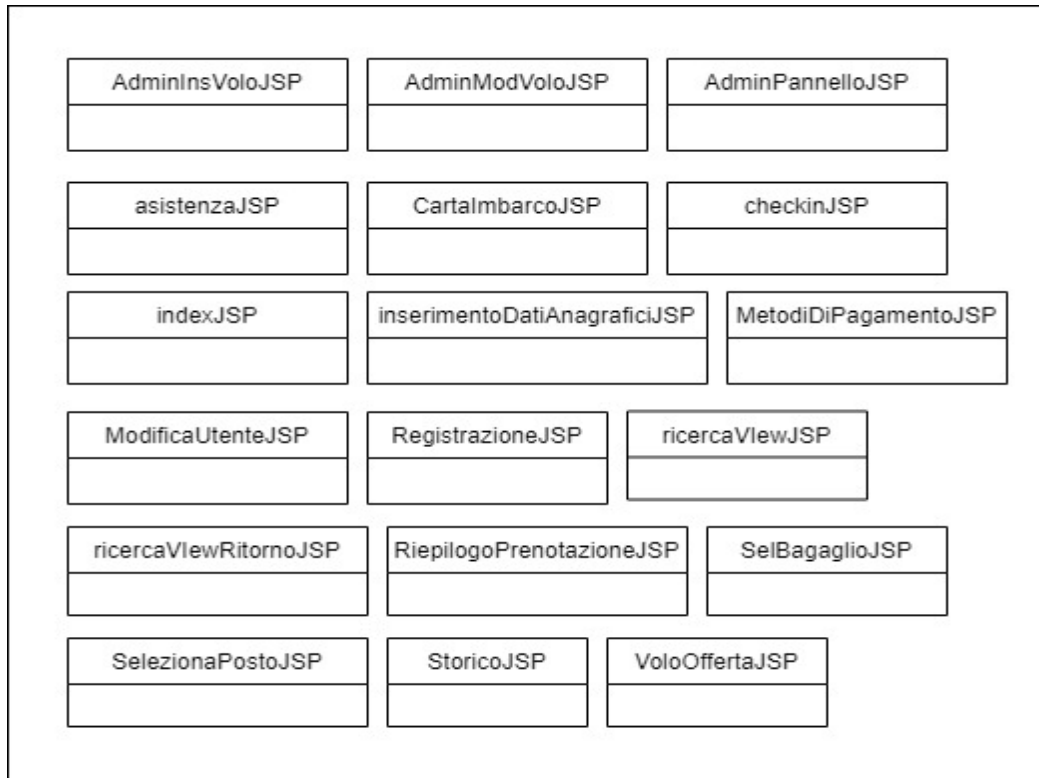 AdminInsVoloJSP
AdminModVoloJSP
AdminPannelloJSP
asistenzaJSP
CartaImbarcoJSP
checkinJSP
indexJSP
inserimentoDatiAnagraficiJSP
MetodiDiPagamentoJSP
ModificaUtenteJSP
RegistrazioneJSP
ricercaVIewJSP
ricercaVIewRitornoJSP
RiepilogoPrenotazioneJSP
SelBagaglioJSP
SelezionaPostoJSP
StoricoJSP
VoloOffertaJSP